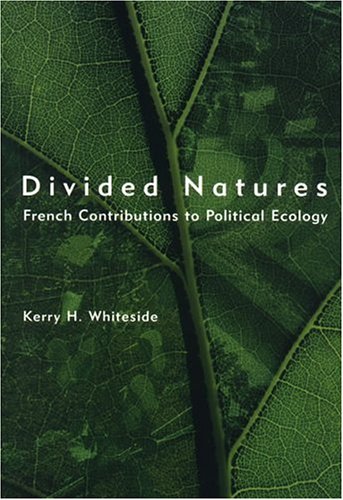 Divided Natures
French Contributions to Political Ecology
Kerry H. Whiteside